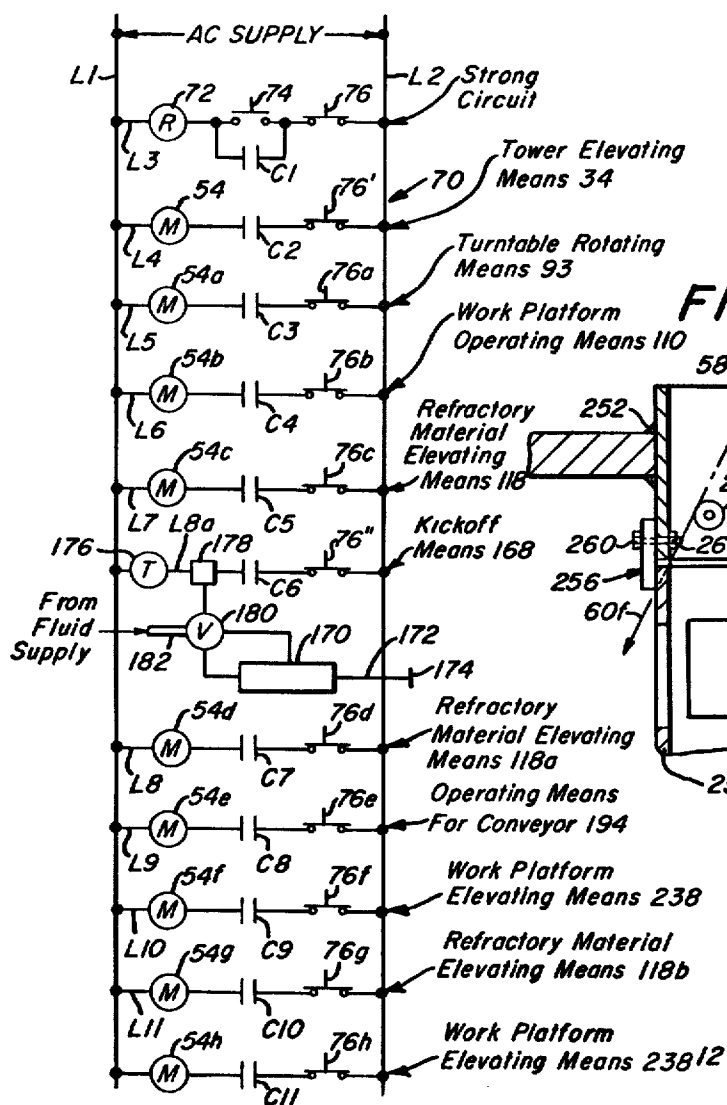 AC SUPPLY
L1
L2
72
74
76
Strong
Circuit
R
L3
C1
54
76'
70
Tower Elevating
Means 34
M
L4
C2
54a
76a
Turntable Rotating
Means 93
M
L5
C3
54b
76b
Work Platform
Operating Means 110
M
L6
C4
54c
76c
Refractory
Material
Elevating
Means 118
M
L7
C5
176
L8a
178
76"
Kickoff
Means 168
T
C6
From
Fluid
Supply
V
180
182
170
172
174
54d
76d
Refractory
Material Elevating
Means 118a
M
L8
C7
54e
76e
Operating Means
For Conveyor 194
M
L9
C8
54f
76f
Work Platform
Elevating Means 238
M
L10
C9
54g
76g
Refractory Material
Elevating Means 118b
M
L11
C10
54h
Work Platform
Elevating Means 238
76h
12
M
C11
58
252
260
26
256
60f